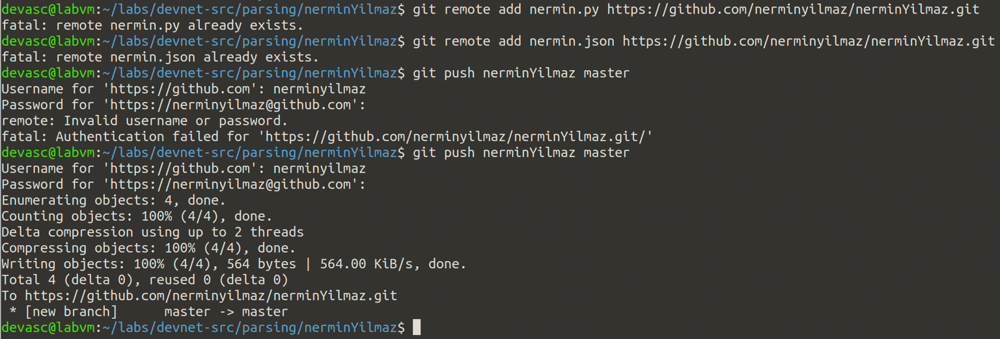 devasc@labvm:~/labs/devnet-src/parsing/nerminYilmaz$ git remote add nermin.py https://github.com/nerminyilmaz/nerminYilmaz.git
fatal: remote nermin.py already exists.
devasc@labvm:~/labs/devnet-src/parsing/nerminYilmaz$ git remote add nermin.json https://github.com/nerminyilmaz/nerminYilmaz.git
fatal: remote nermin.json already exists.
devasc@labvm:~/labs/devnet-src/parsing/nerminYilmaz$ git push nerminYilmaz master
Username for 'https://github.com': nerminyilmaz
Password for 'https://nerminyilmaz@github.com':
remote: Invalid username or password.
fatal: Authentication failed for 'https://github.com/nerminyilmaz/nerminYilmaz.git/'
devasc@labvm:~/labs/devnet-src/parsing/nerminYilmaz$ git push nerminYilmaz master
Username for 'https://github.com': nerminyilmaz
Password for 'https://nerminyilmaz@github.com':
Enumerating objects: 4, done.
Counting objects: 100% (4/4), done.
Delta compression using up to 2 threads
Compressing objects: 100% (4/4), done.
Writing objects: 100% (4/4), 564 bytes | 564.00 KiB/s, done.
Total 4 (delta 0), reused 0 (delta 0)
To https://github.com/nerminyilmaz/nerminYilmaz.git
 * [new branch]      master -> master
devasc@labvm:~/labs/devnet-src/parsing/nerminYilmaz$